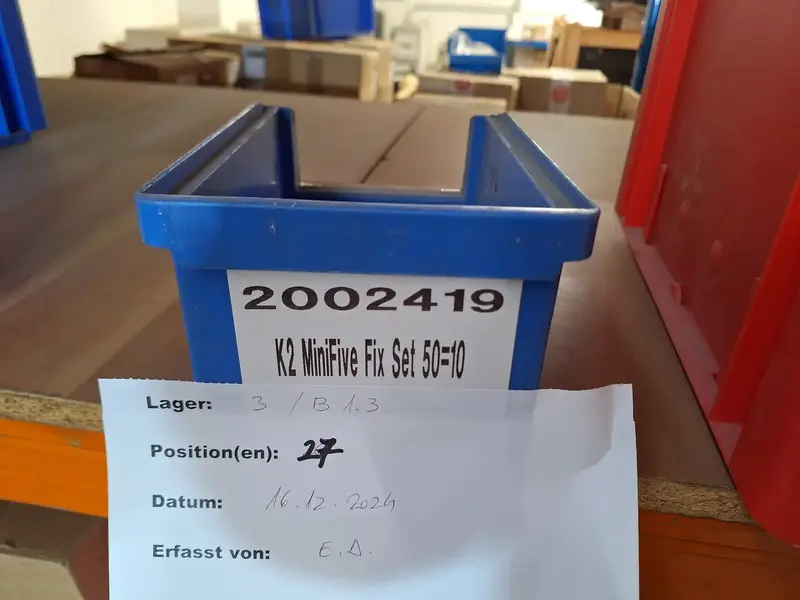 2002419
K2 MiniFive Fix Set 50=10
Lager: 3 / B 1.3
Position(en): 27
Datum: 16.12.2024
Erfasst von: E.D.